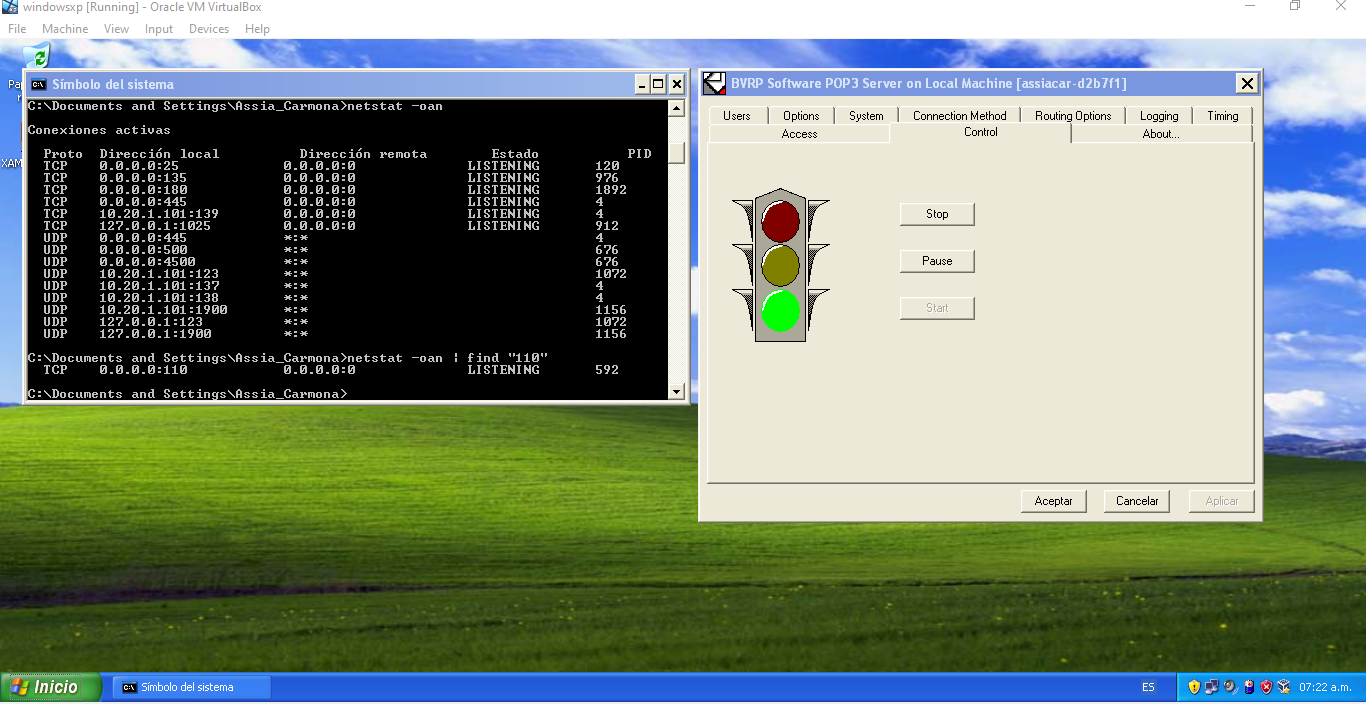 windowsxp [Running] - Oracle VM VirtualBox
File Machine View Input Devices Help
Símbolo del sistema
C:\Documents and Settings\Assia_Carmona>netstat -oan
Conexiones activas
Proto Dirección local Dirección remota Estado PID
TCP 0.0.0.0:25 0.0.0.0:0 LISTENING 120
TCP 0.0.0.0:135 0.0.0.0:0 LISTENING 976
TCP 0.0.0.0:180 0.0.0.0:0 LISTENING 1892
TCP 0.0.0.0:445 0.0.0.0:0 LISTENING 4
TCP 10.20.1.101:139 0.0.0.0:0 LISTENING 4
TCP 127.0.0.1:1025 0.0.0.0:0 LISTENING 912
UDP 0.0.0.0:445 *:* 4
UDP 0.0.0.0:500 *:* 676
UDP 0.0.0.0:4500 *:* 676
UDP 10.20.1.101:123 *:* 1072
UDP 10.20.1.101:137 *:* 4
UDP 10.20.1.101:138 *:* 4
UDP 10.20.1.101:1900 *:* 1156
UDP 127.0.0.1:123 *:* 1072
UDP 127.0.0.1:1900 *:* 1156
C:\Documents and Settings\Assia_Carmona>netstat -oan | find "110"
TCP 0.0.0.0:110 0.0.0.0:0 LISTENING 592
C:\Documents and Settings\Assia_Carmona>
BVRP Software POP3 Server on Local Machine [assiacar-d2b7f1]
Users Options System Connection Method Routing Options Logging Timing
Access Control About...
Stop
Pause
Start
Aceptar Cancelar Aplicar
Pa
XAM
Inicio
Símbolo del sistema
ES
07:22 a.m.